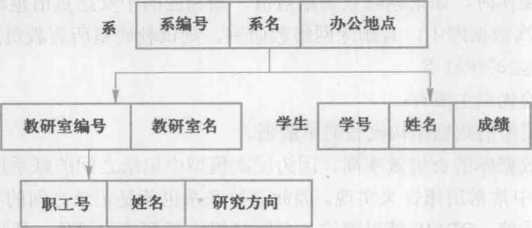 系 系编号 系名 办公地点
教研室编号 教研室名 学生 学号 姓名 成绩
职工号 姓名 研究方向